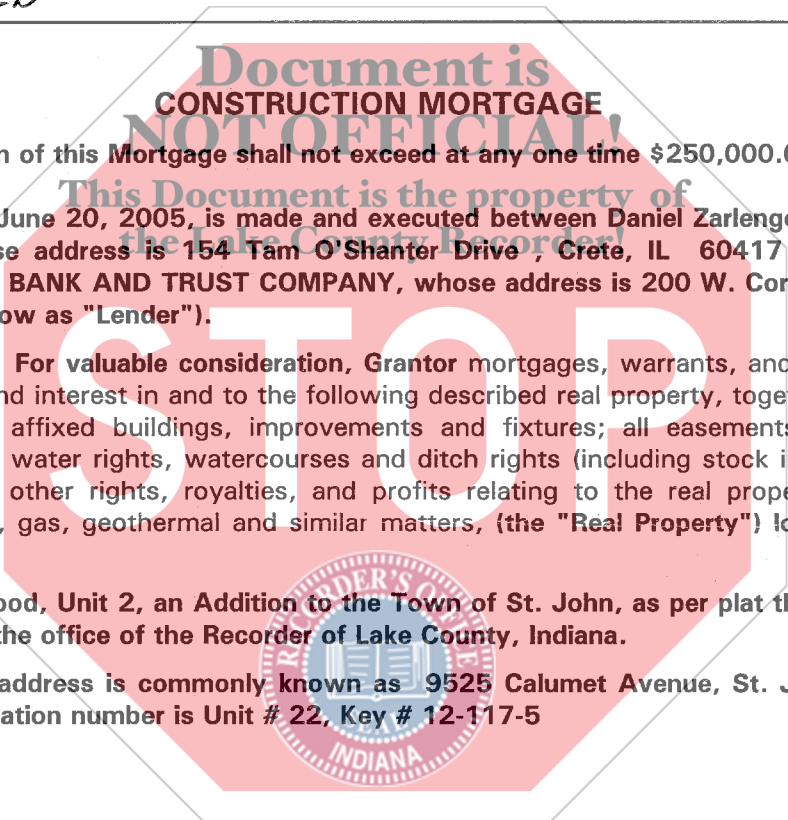 Document is
CONSTRUCTION MORTGAGE
NOT OFFICIAL!
n of this Mortgage shall not exceed at any one time $250,000.0
This Document is the property of
June 20, 2005, is made and executed between Daniel Zarleng
the Lake County Recorder!
se address is 154 Tam O'Shanter Drive , Crete, IL 60417
BANK AND TRUST COMPANY, whose address is 200 W. Cor
ow as "Lender").
For valuable consideration, Grantor mortgages, warrants, and
nd interest in and to the following described real property, toge
affixed buildings, improvements and fixtures; all easements
water rights, watercourses and ditch rights (including stock i
other rights, royalties, and profits relating to the real prope
, gas, geothermal and similar matters, (the "Real Property") lo
STOP
ood, Unit 2, an Addition to the Town of St. John, as per plat th
the office of the Recorder of Lake County, Indiana.
address is commonly known as 9525 Calumet Avenue, St. J
ation number is Unit # 22, Key # 12-117-5
RECORDER'S OFFICE
SEAL
INDIANA